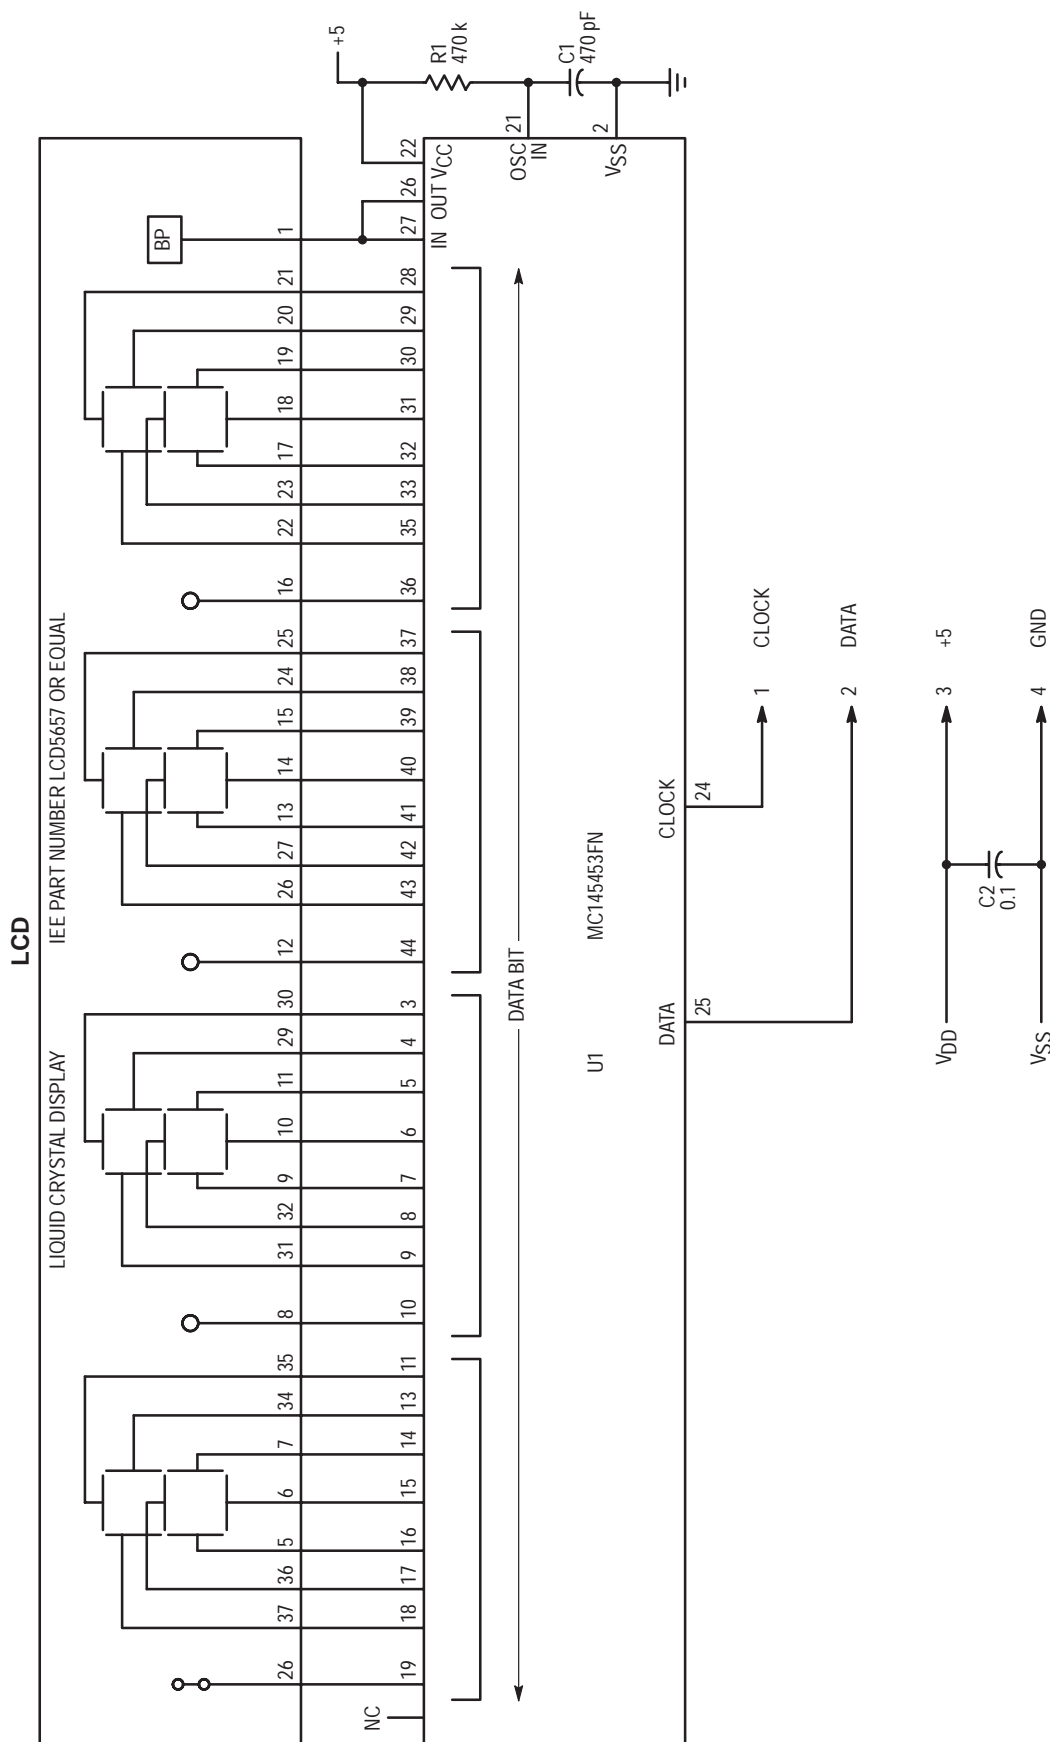 LCD
LIQUID CRYSTAL DISPLAY
IEE PART NUMBER LCD5657 OR EQUAL
BP
26 37 36 5 6 7 34 35 8 31 32 9 10 11 29 30 12 26 27 13 14 15 24 25 16 22 23 17 18 19 20 21 1
+5
NC
19 18 17 16 15 14 13 11 10 9 8 7 6 5 4 3 44 43 42 41 40 39 38 37 36 35 33 32 31 30 29 28 27 26 22
IN OUT VCC
R1
470 k
OSC
IN
21
C1
470 pF
VSS
2
DATA BIT
U1
MC145453FN
DATA
CLOCK
25
24
1 CLOCK
2 DATA
VDD
3 +5
C2
0.1
VSS
4 GND